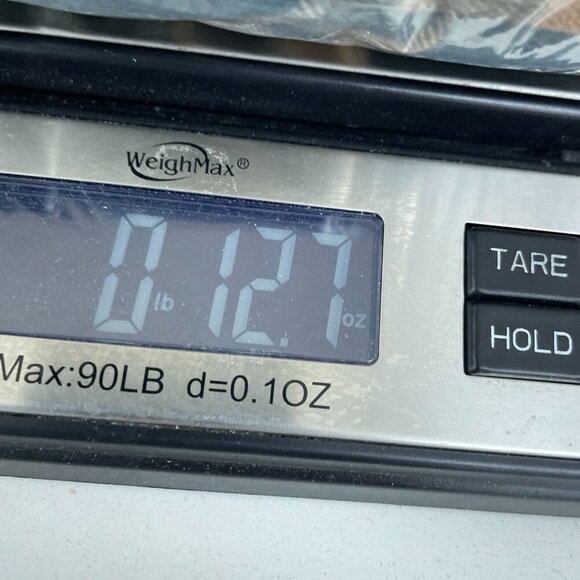 WeighMax®
0 lb 12.7 oz
TARE
HOLD
Max:90LB d=0.1OZ